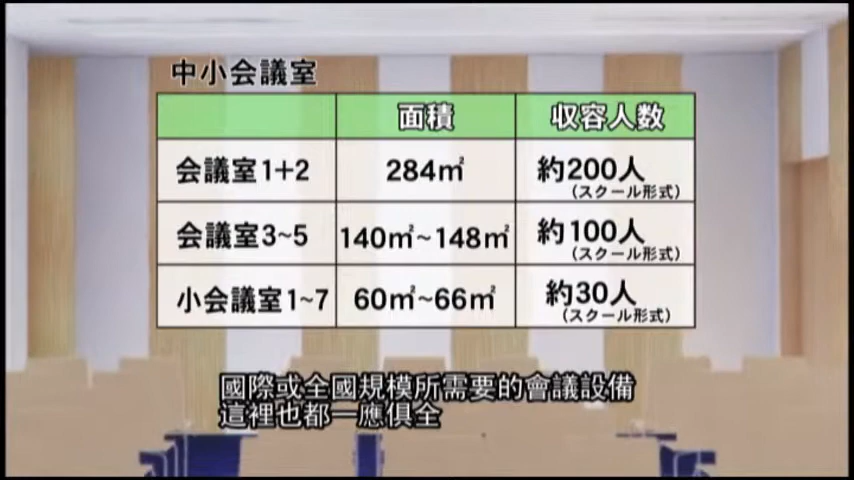 中小会議室
面積 収容人数
会議室1+2 284㎡ 約200人
(スクール形式)
会議室3~5 140㎡~148㎡ 約100人
(スクール形式)
小会議室1~7 60㎡~66㎡ 約30人
(スクール形式)
國際或全國規模所需要的會議設備
這裡也都一應俱全